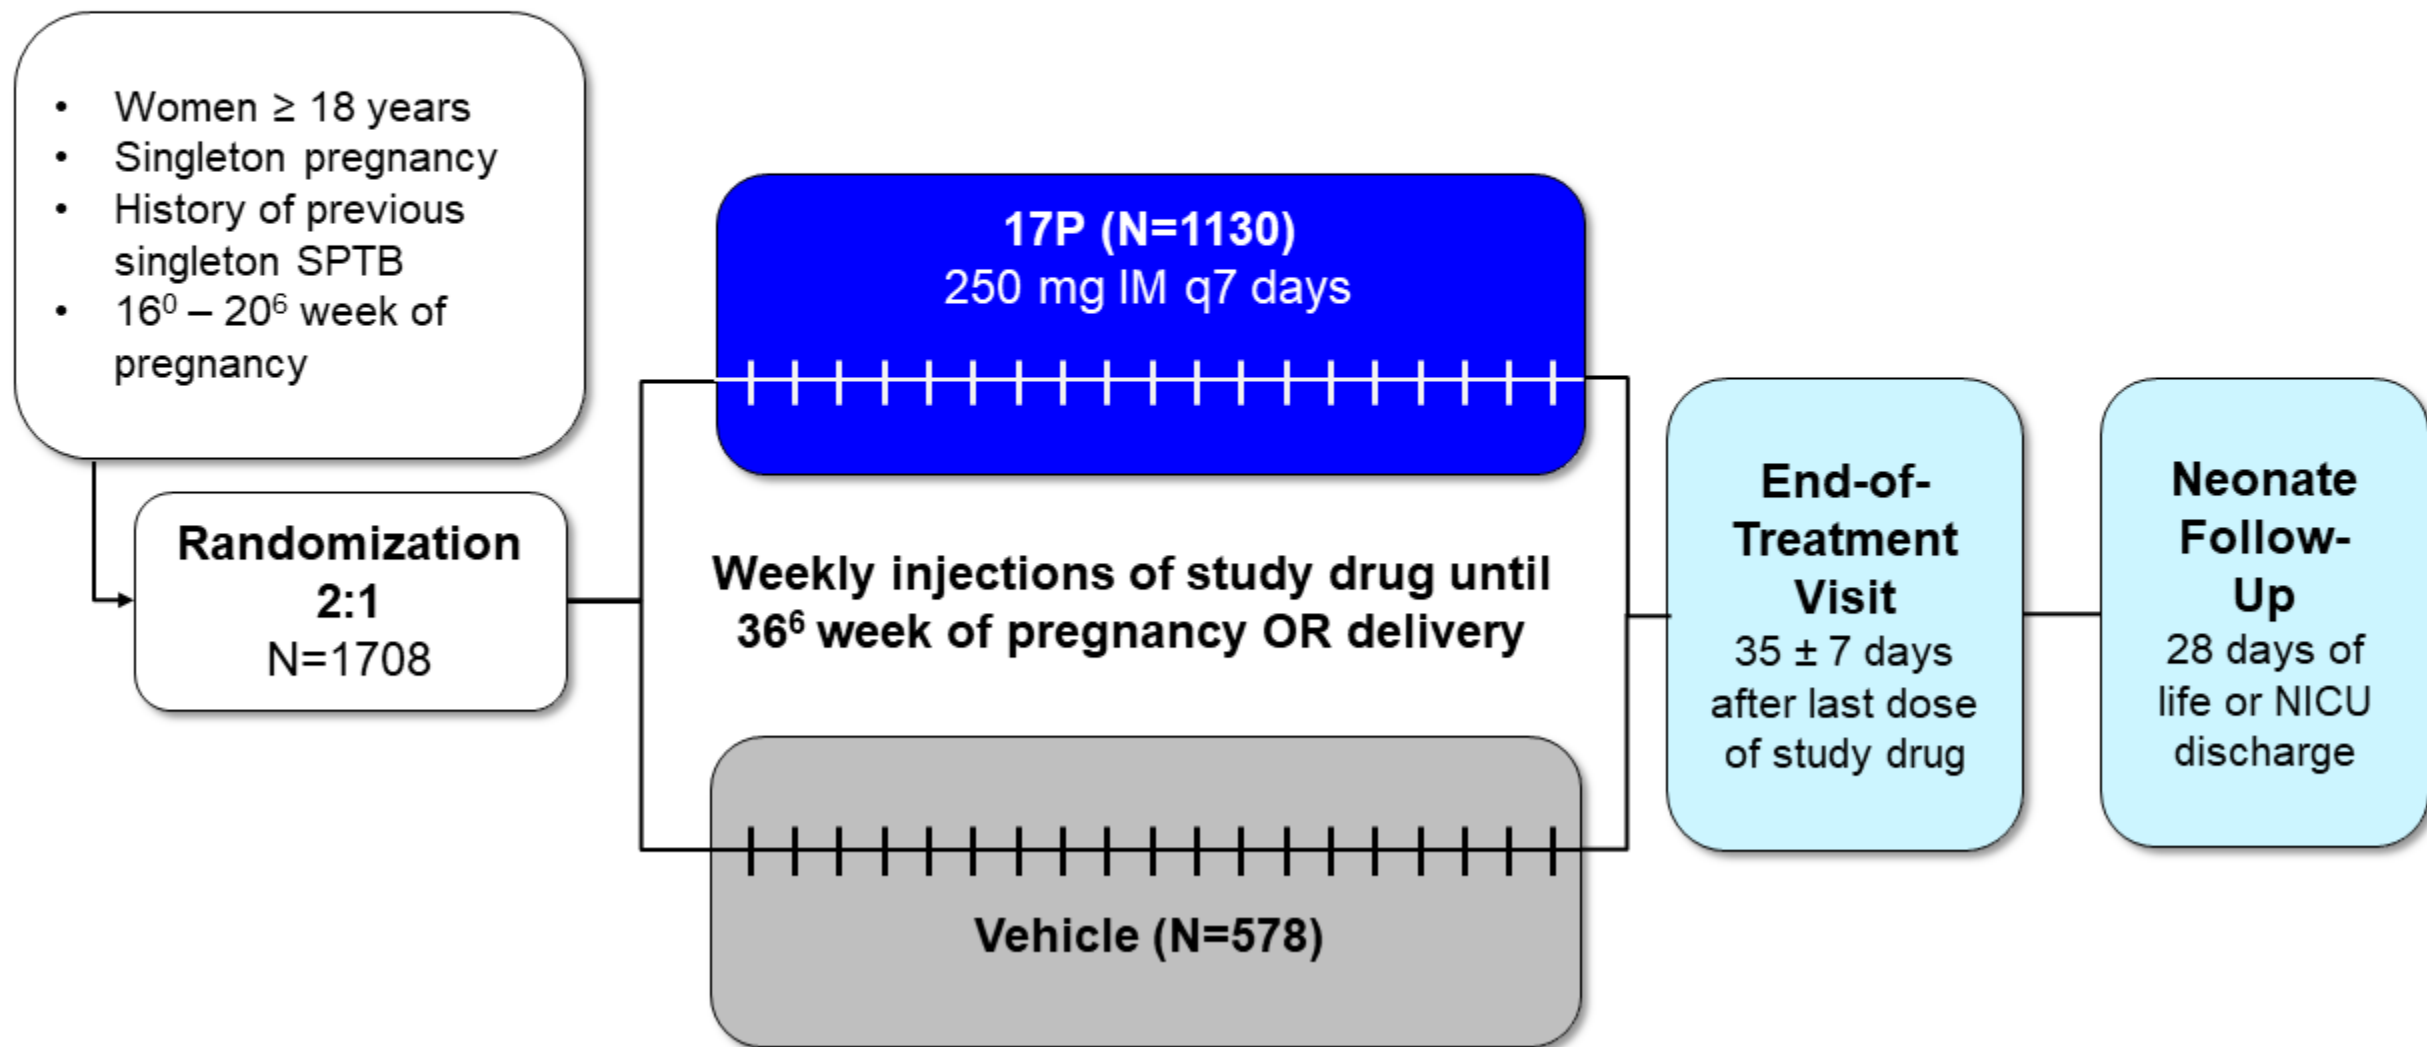 • Women ≥ 18 years
• Singleton pregnancy
• History of previous
singleton SPTB
• 16⁰ – 20⁶ week of
pregnancy
Randomization
2:1
N=1708
17P (N=1130)
250 mg IM q7 days
Weekly injections of study drug until
36⁶ week of pregnancy OR delivery
Vehicle (N=578)
End-of-
Treatment
Visit
35 ± 7 days
after last dose
of study drug
Neonate
Follow-
Up
28 days of
life or NICU
discharge